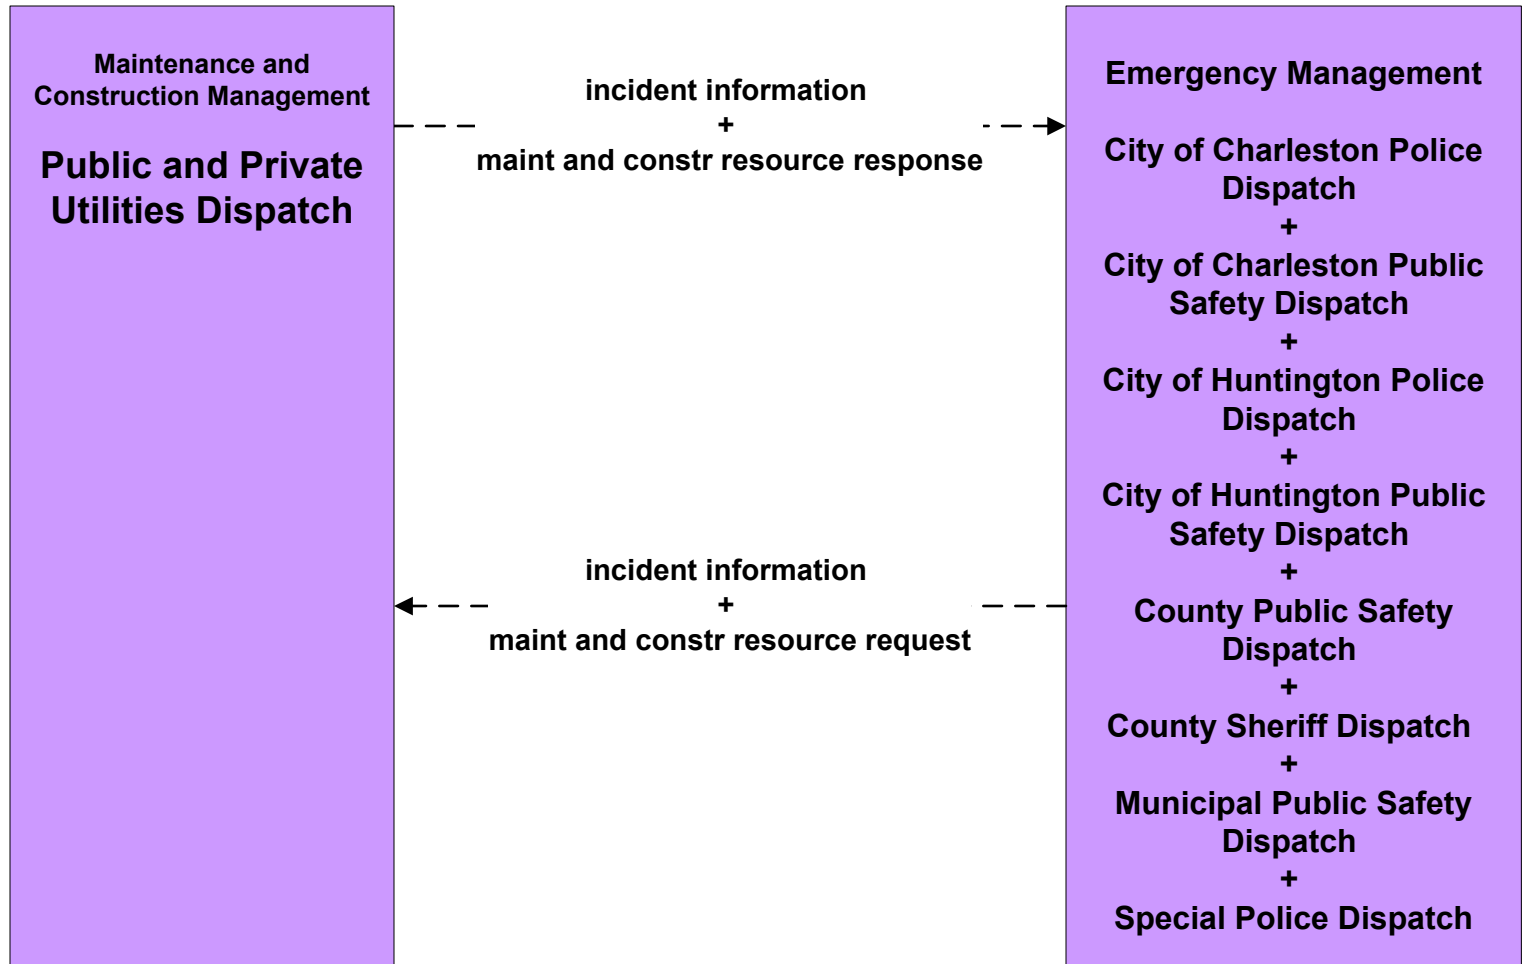 Maintenance and
Construction Management
Public and Private
Utilities Dispatch
incident information
+
maint and constr resource response
incident information
+
maint and constr resource request
Emergency Management
City of Charleston Police
Dispatch
+
City of Charleston Public
Safety Dispatch
+
City of Huntington Police
Dispatch
+
City of Huntington Public
Safety Dispatch
+
County Public Safety
Dispatch
+
County Sheriff Dispatch
+
Municipal Public Safety
Dispatch
+
Special Police Dispatch